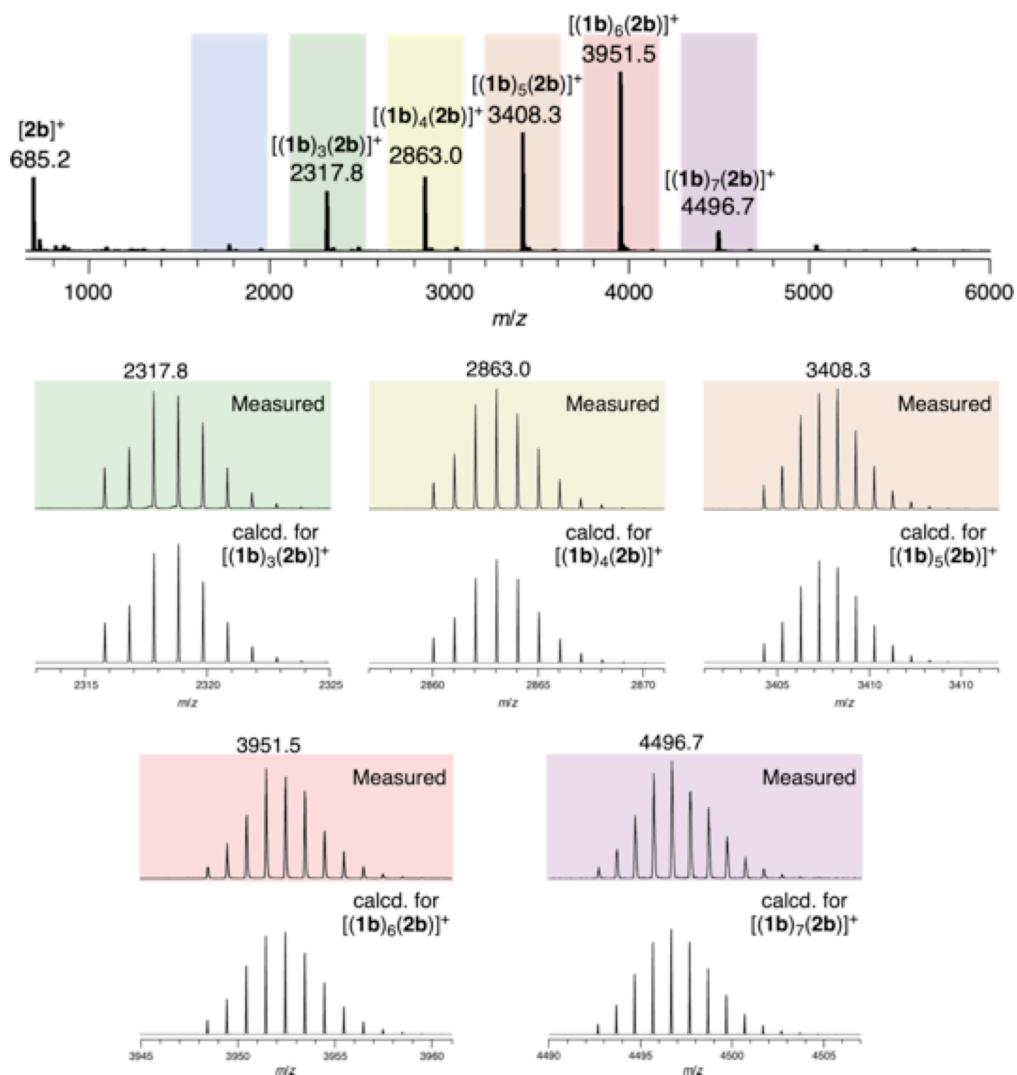 [(1b)₆(2b)]⁺
3951.5
[(1b)₅(2b)]⁺
3408.3
[(1b)₄(2b)]⁺
2863.0
[2b]⁺
685.2
[(1b)₃(2b)]⁺
2317.8
[(1b)₇(2b)]⁺
4496.7
1000 2000 3000 4000 5000 6000
m/z
2317.8
Measured
calcd. for
[(1b)₃(2b)]⁺
2315 2320 2325
m/z
2863.0
Measured
calcd. for
[(1b)₄(2b)]⁺
2860 2865 2870
m/z
3408.3
Measured
calcd. for
[(1b)₅(2b)]⁺
3405 3410 3410
m/z
3951.5
Measured
calcd. for
[(1b)₆(2b)]⁺
3945 3950 3955 3960
m/z
4496.7
Measured
calcd. for
[(1b)₇(2b)]⁺
4490 4495 4500 4505
m/z